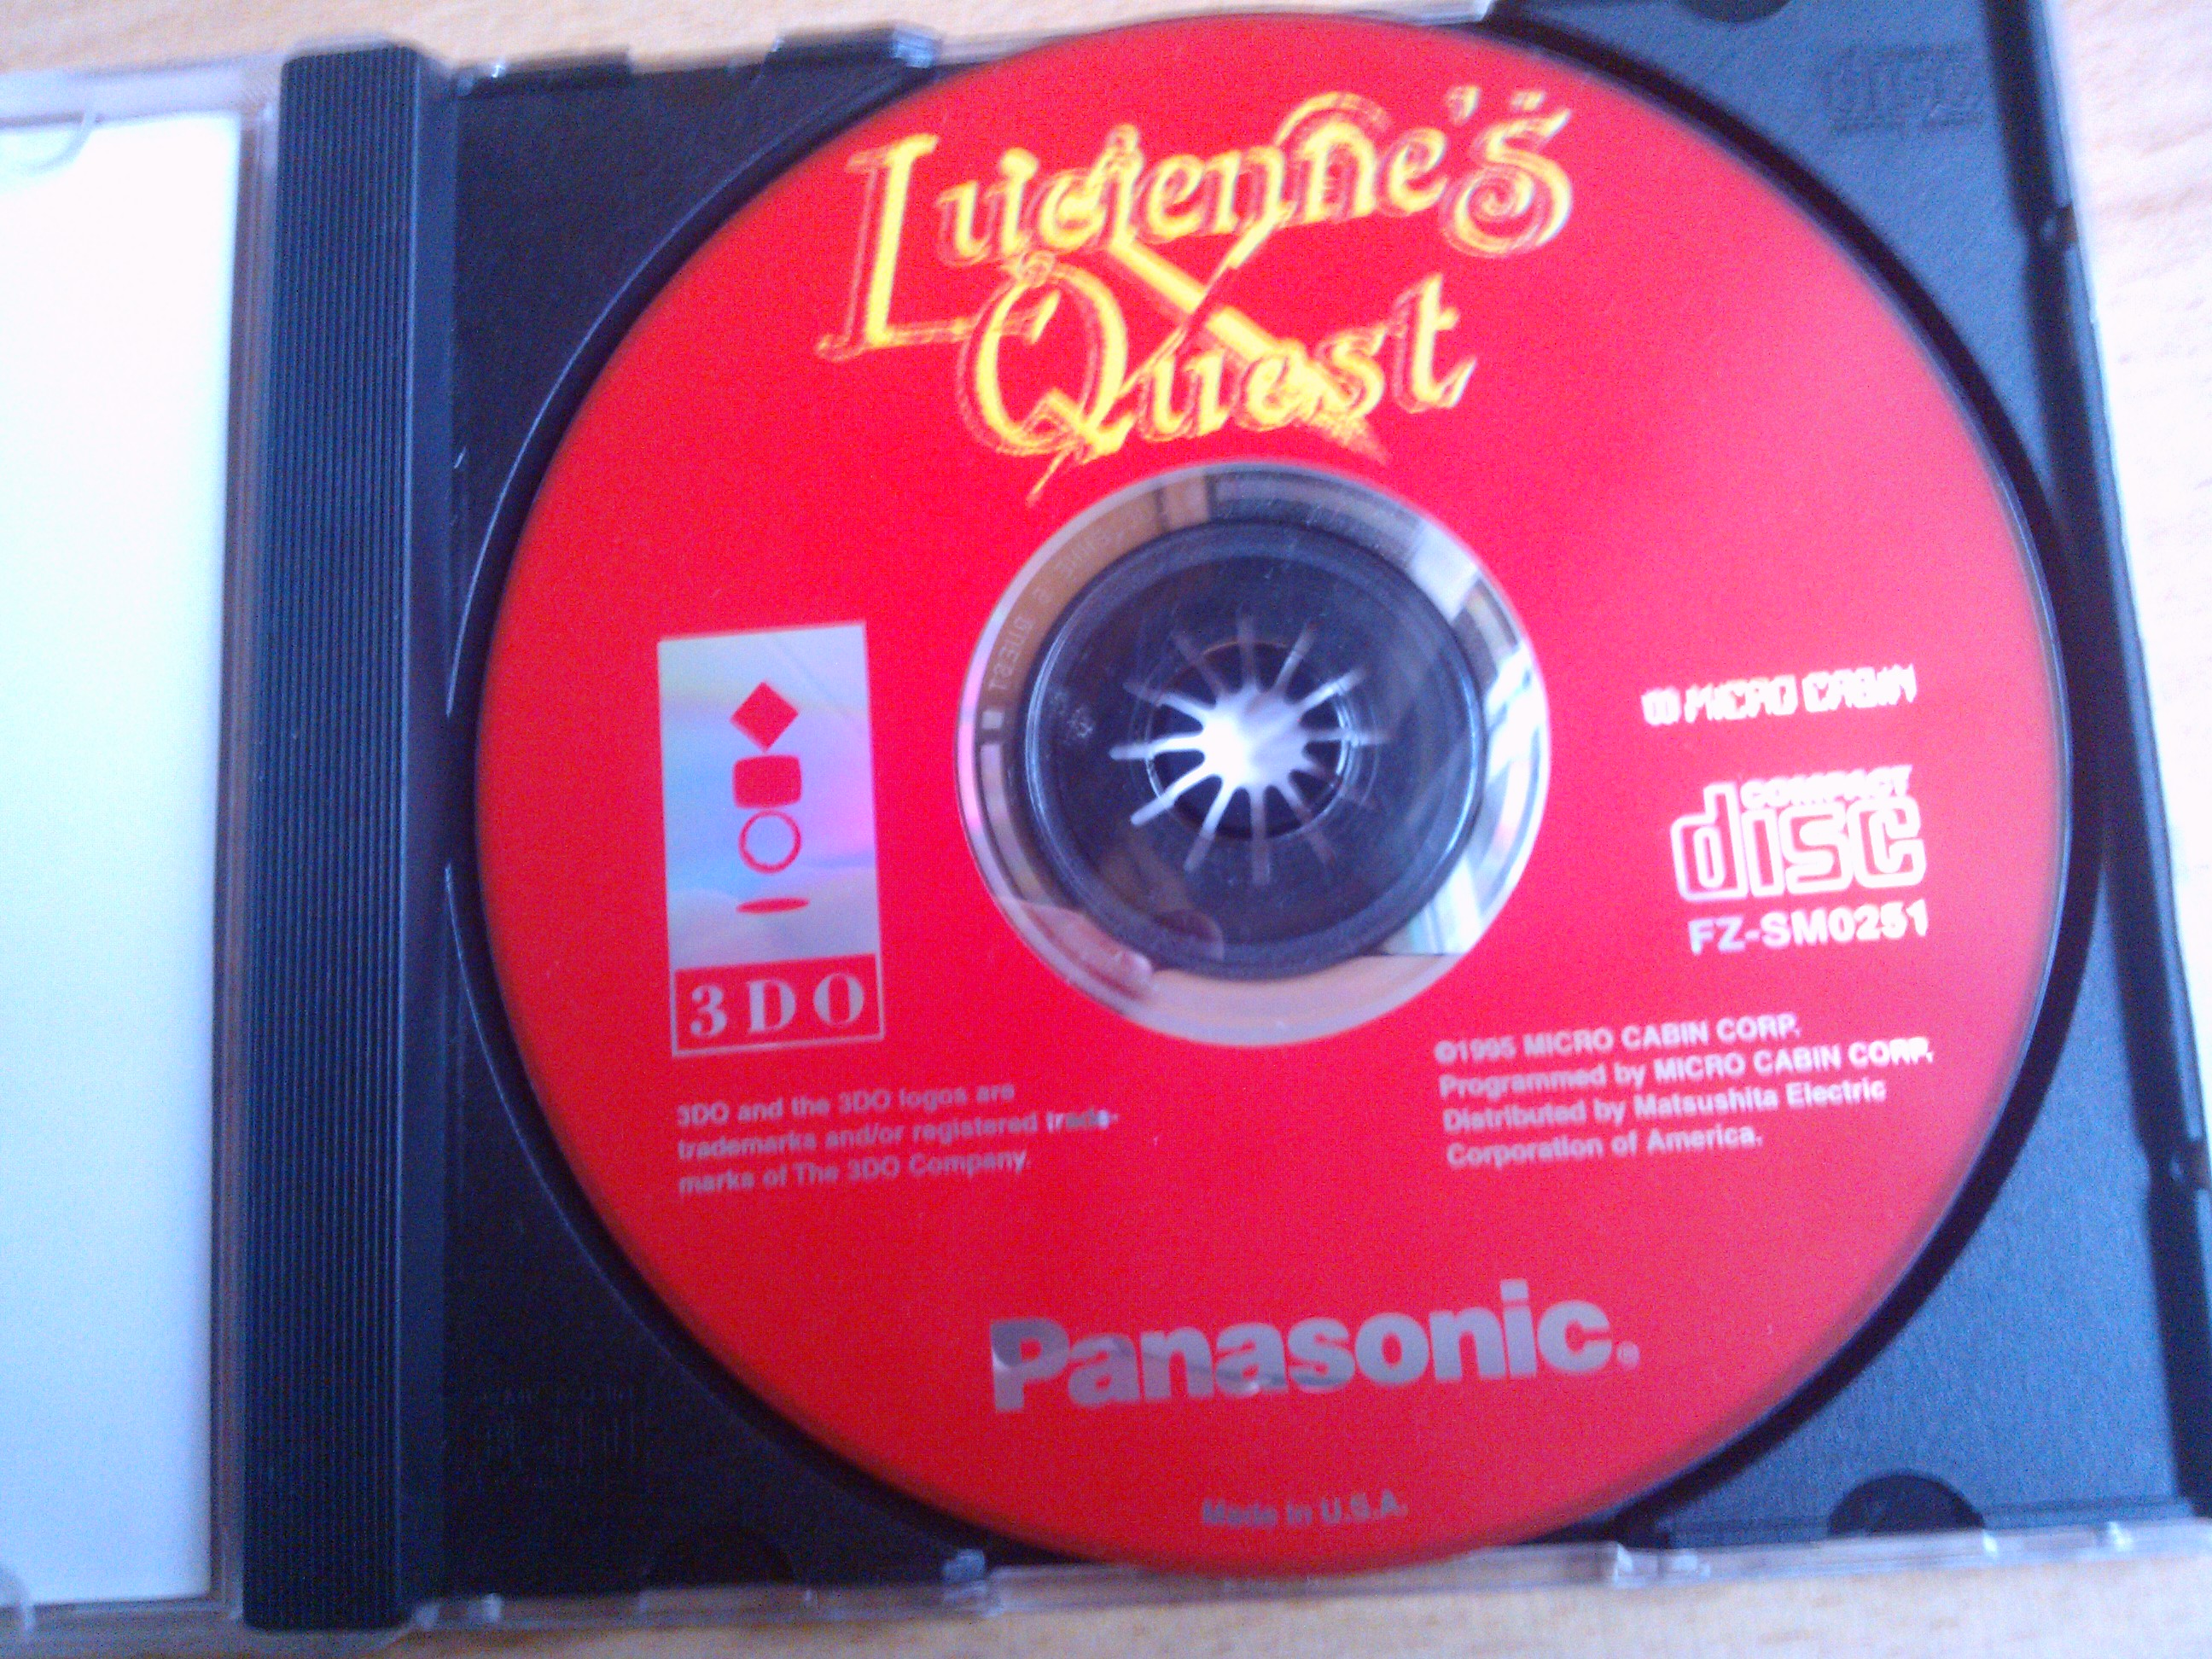 Lucienne's
Quest
3DO
MICRO CABIN
COMPACT
disc
FZ-SM0251
3DO and the 3DO logos are
trademarks and/or registered trade-
marks of The 3DO Company.
©1995 MICRO CABIN CORP.
Programmed by MICRO CABIN CORP.
Distributed by Matsushita Electric
Corporation of America.
Panasonic®
Made in U.S.A.